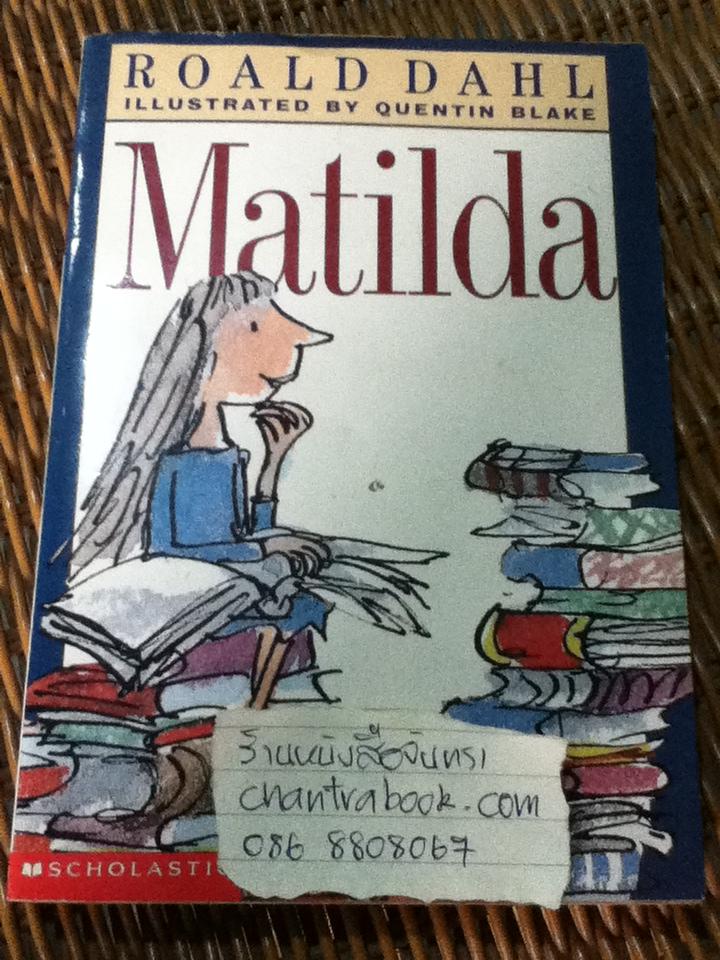 ROALD DAHL
ILLUSTRATED BY QUENTIN BLAKE
Matilda
ร้านหนังสือจันทรา
chantrabook.com
086 8808067
SCHOLASTIC